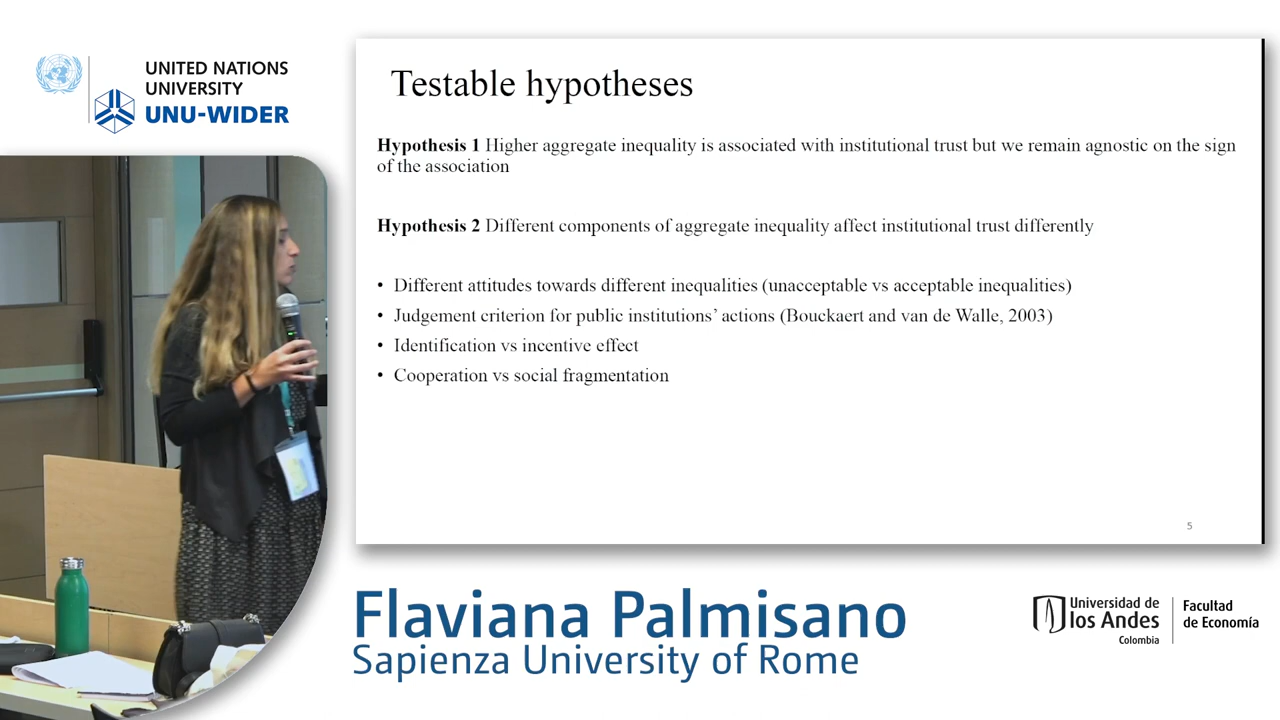 UNITED NATIONS
UNIVERSITY
UNU-WIDER
Testable hypotheses
Hypothesis 1 Higher aggregate inequality is associated with institutional trust but we remain agnostic on the sign
of the association
Hypothesis 2 Different components of aggregate inequality affect institutional trust differently
• Different attitudes towards different inequalities (unacceptable vs acceptable inequalities)
• Judgement criterion for public institutions’ actions (Bouckaert and van de Walle, 2003)
• Identification vs incentive effect
• Cooperation vs social fragmentation
5
Flaviana Palmisano
Sapienza University of Rome
Universidad de
los Andes
Colombia
Facultad
de Economía